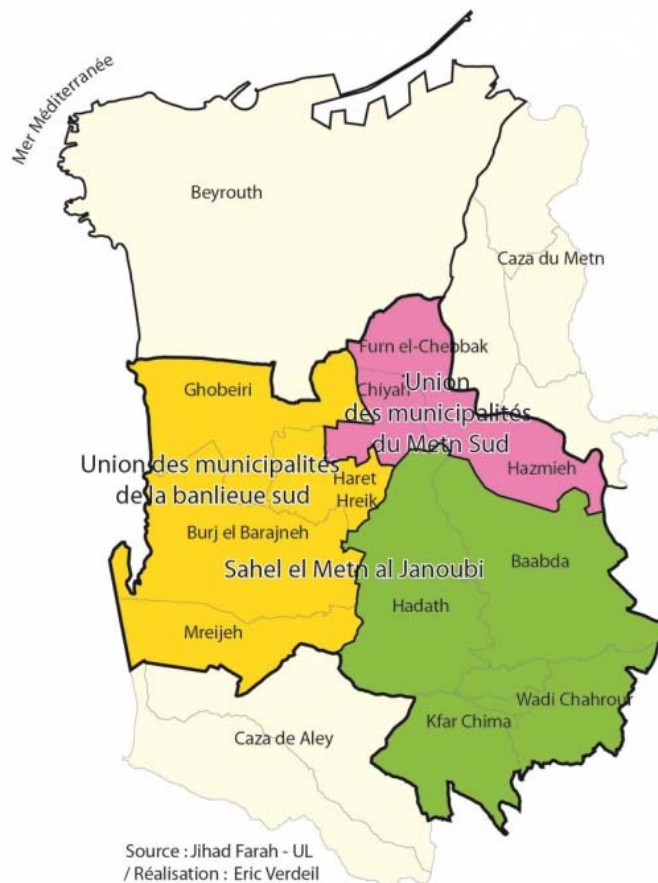 Mer Méditerranée
Beyrouth
Caza du Metn
Furn el-Chebbak
Ghobeiri
Chiyah
Union
des municipalités
du Metn Sud
Union des municipalités
de la banlieue sud
Haret
Hreik
Hazmieh
Burj el Barajneh
Baabda
Sahel el Metn al Janoubi
Hadath
Mreijeh
Wadi Chahrour
Kfar Chima
Caza de Aley
Source : Jihad Farah - UL
/ Réalisation : Eric Verdeil